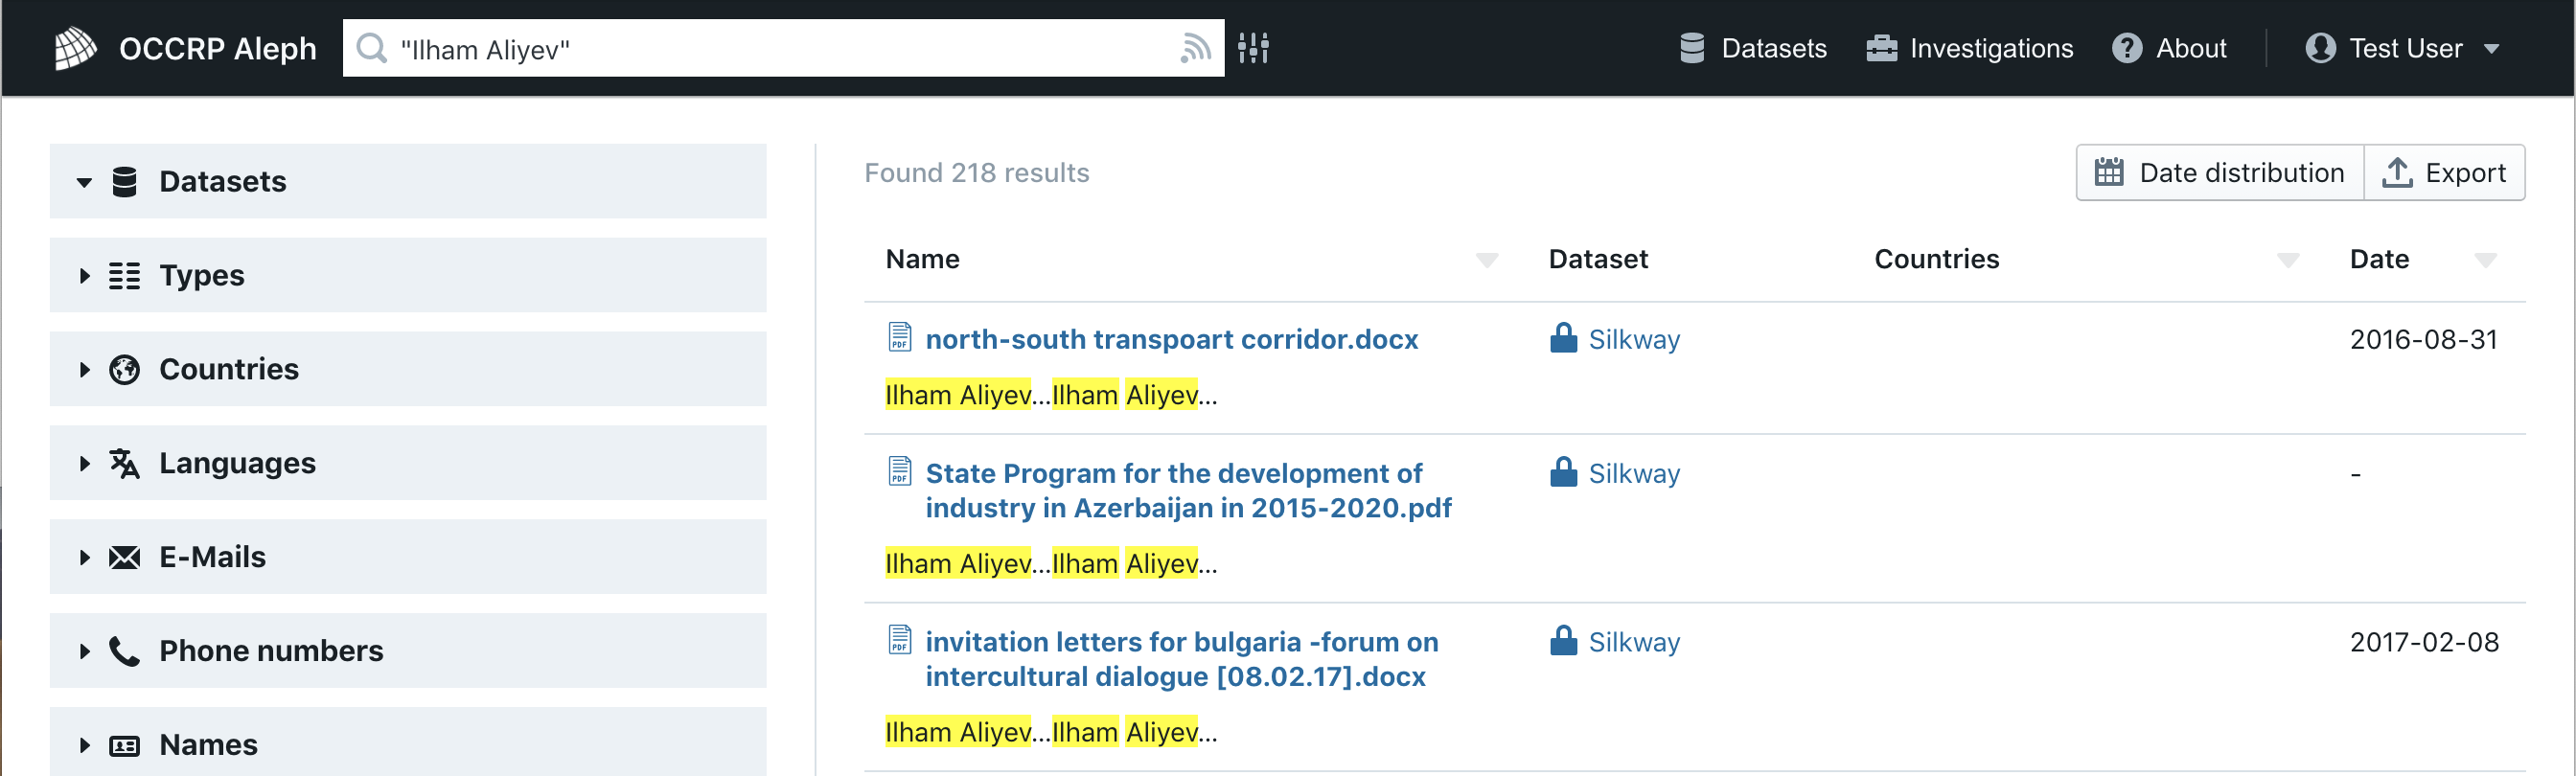 OCCRP Aleph
"Ilham Aliyev"
Datasets
Investigations
About
Test User
Datasets
Types
Countries
Languages
E-Mails
Phone numbers
Names
Found 218 results
Date distribution
Export
Name Dataset Countries Date
PDF north-south transpoart corridor.docx Silkway 2016-08-31
Ilham Aliyev...Ilham Aliyev...
PDF State Program for the development of Silkway -
industry in Azerbaijan in 2015-2020.pdf
Ilham Aliyev...Ilham Aliyev...
PDF invitation letters for bulgaria -forum on Silkway 2017-02-08
intercultural dialogue [08.02.17].docx
Ilham Aliyev...Ilham Aliyev...